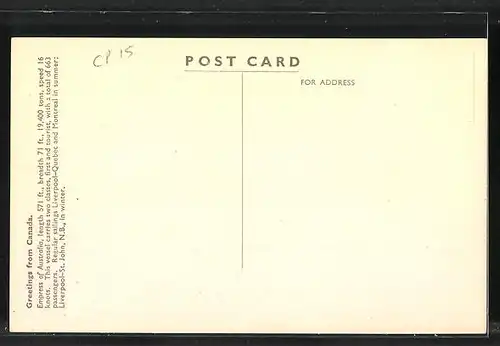 CP 15
POST CARD
FOR ADDRESS
Greetings from Canada.
Empress of Australia, length 571 ft., breadth 71 ft., 19,400 tons, speed 16
knots. This vessel carries two classes, first and tourist, with a total of 663
passengers. Regular sailings Liverpool-Quebec and Montreal in summer:
Liverpool-St. John, N.B., in winter.